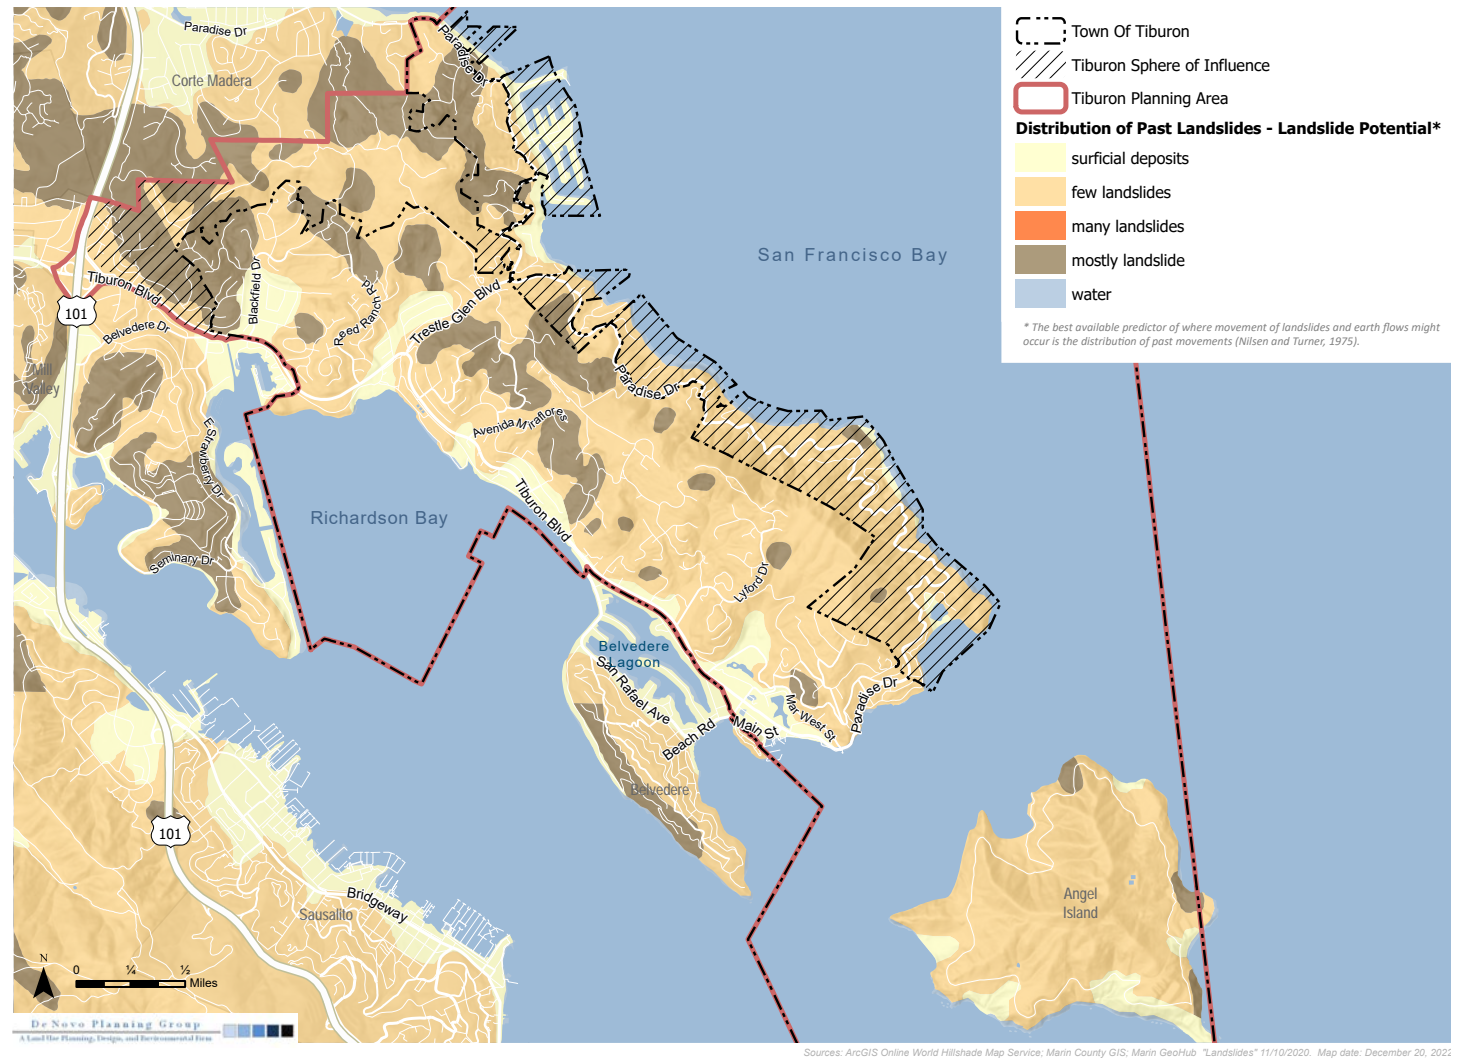 Town Of Tiburon
Tiburon Sphere of Influence
Tiburon Planning Area
Distribution of Past Landslides - Landslide Potential*
surficial deposits
few landslides
many landslides
mostly landslide
water
* The best available predictor of where movement of landslides and earth flows might
occur is the distribution of past movements (Nilsen and Turner, 1975).
Paradise Dr
Corte Madera
Paradise Dr
San Francisco Bay
Tiburon Blvd
101
Belvedere Dr
Blackfield Dr
Reed Ranch Rd
Trestle Glen Blvd
Mill
Valley
Paradise Dr
Avenida Miraflores
E Strawberry Dr
Richardson Bay
Tiburon Blvd
Seminary Dr
Lyford Dr
Belvedere
Lagoon
San Rafael Ave
Beach Rd
Main St
Mar West St
Paradise Dr
Belvedere
101
Angel
Island
Bridgeway
Sausalito
N
0 ¼ ½
Miles
De Novo Planning Group
A Land Use Planning, Design, and Environmental Firm
Sources: ArcGIS Online World Hillshade Map Service; Marin County GIS; Marin GeoHub "Landslides" 11/10/2020. Map date: December 20, 2022